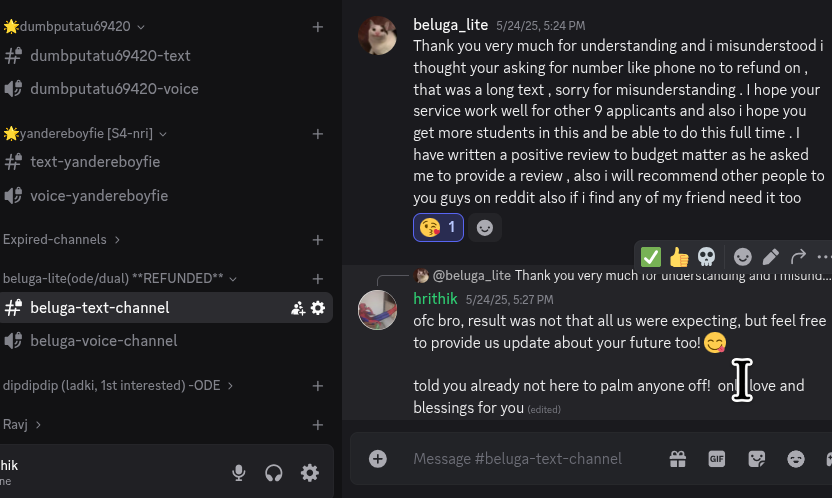 dumbputatu69420
dumbputatu69420-text
dumbputatu69420-voice
yandereboyfie [S4-nri]
text-yandereboyfie
voice-yandereboyfie
Expired-channels
beluga-lite(ode/dual) **REFUNDED**
beluga-text-channel
beluga-voice-channel
dipdipdip (ladki, 1st interested) -ODE
Ravj
hik
ne
beluga_lite 5/24/25, 5:24 PM
Thank you very much for understanding and i misunderstood i
thought your asking for number like phone no to refund on ,
that was a long text , sorry for misunderstanding . I hope your
service work well for other 9 applicants and also i hope you
get more students in this and be able to do this full time . I
have written a positive review to budget matter as he asked
me to provide a review , also i will recommend other people to
you guys on reddit also if i find any of my friend need it too
😘 1
@beluga_lite Thank you very much for understanding and i misund...
hrithik 5/24/25, 5:27 PM
ofc bro, result was not that all us were expecting, but feel free
to provide us update about your future too! 😋
told you already not here to palm anyone off! only love and
blessings for you (edited)
Message #beluga-text-channel
GIF